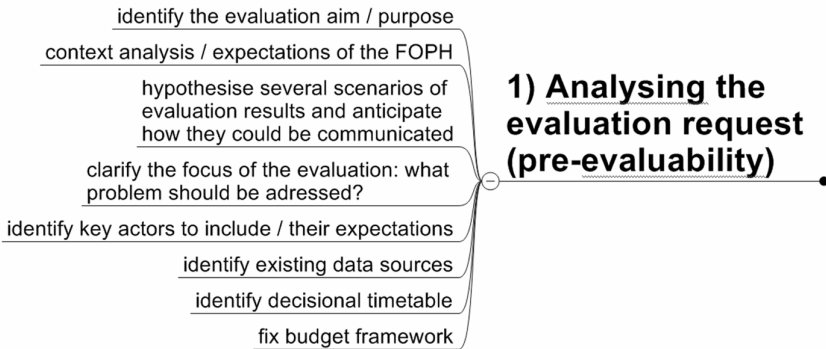 identify the evaluation aim / purpose
context analysis / expectations of the FOPH
hypothesise several scenarios of
evaluation results and anticipate
how they could be communicated
clarify the focus of the evaluation: what
problem should be adressed?
identify key actors to include / their expectations
identify existing data sources
identify decisional timetable
fix budget framework
1) Analysing the
evaluation request
(pre-evaluability)